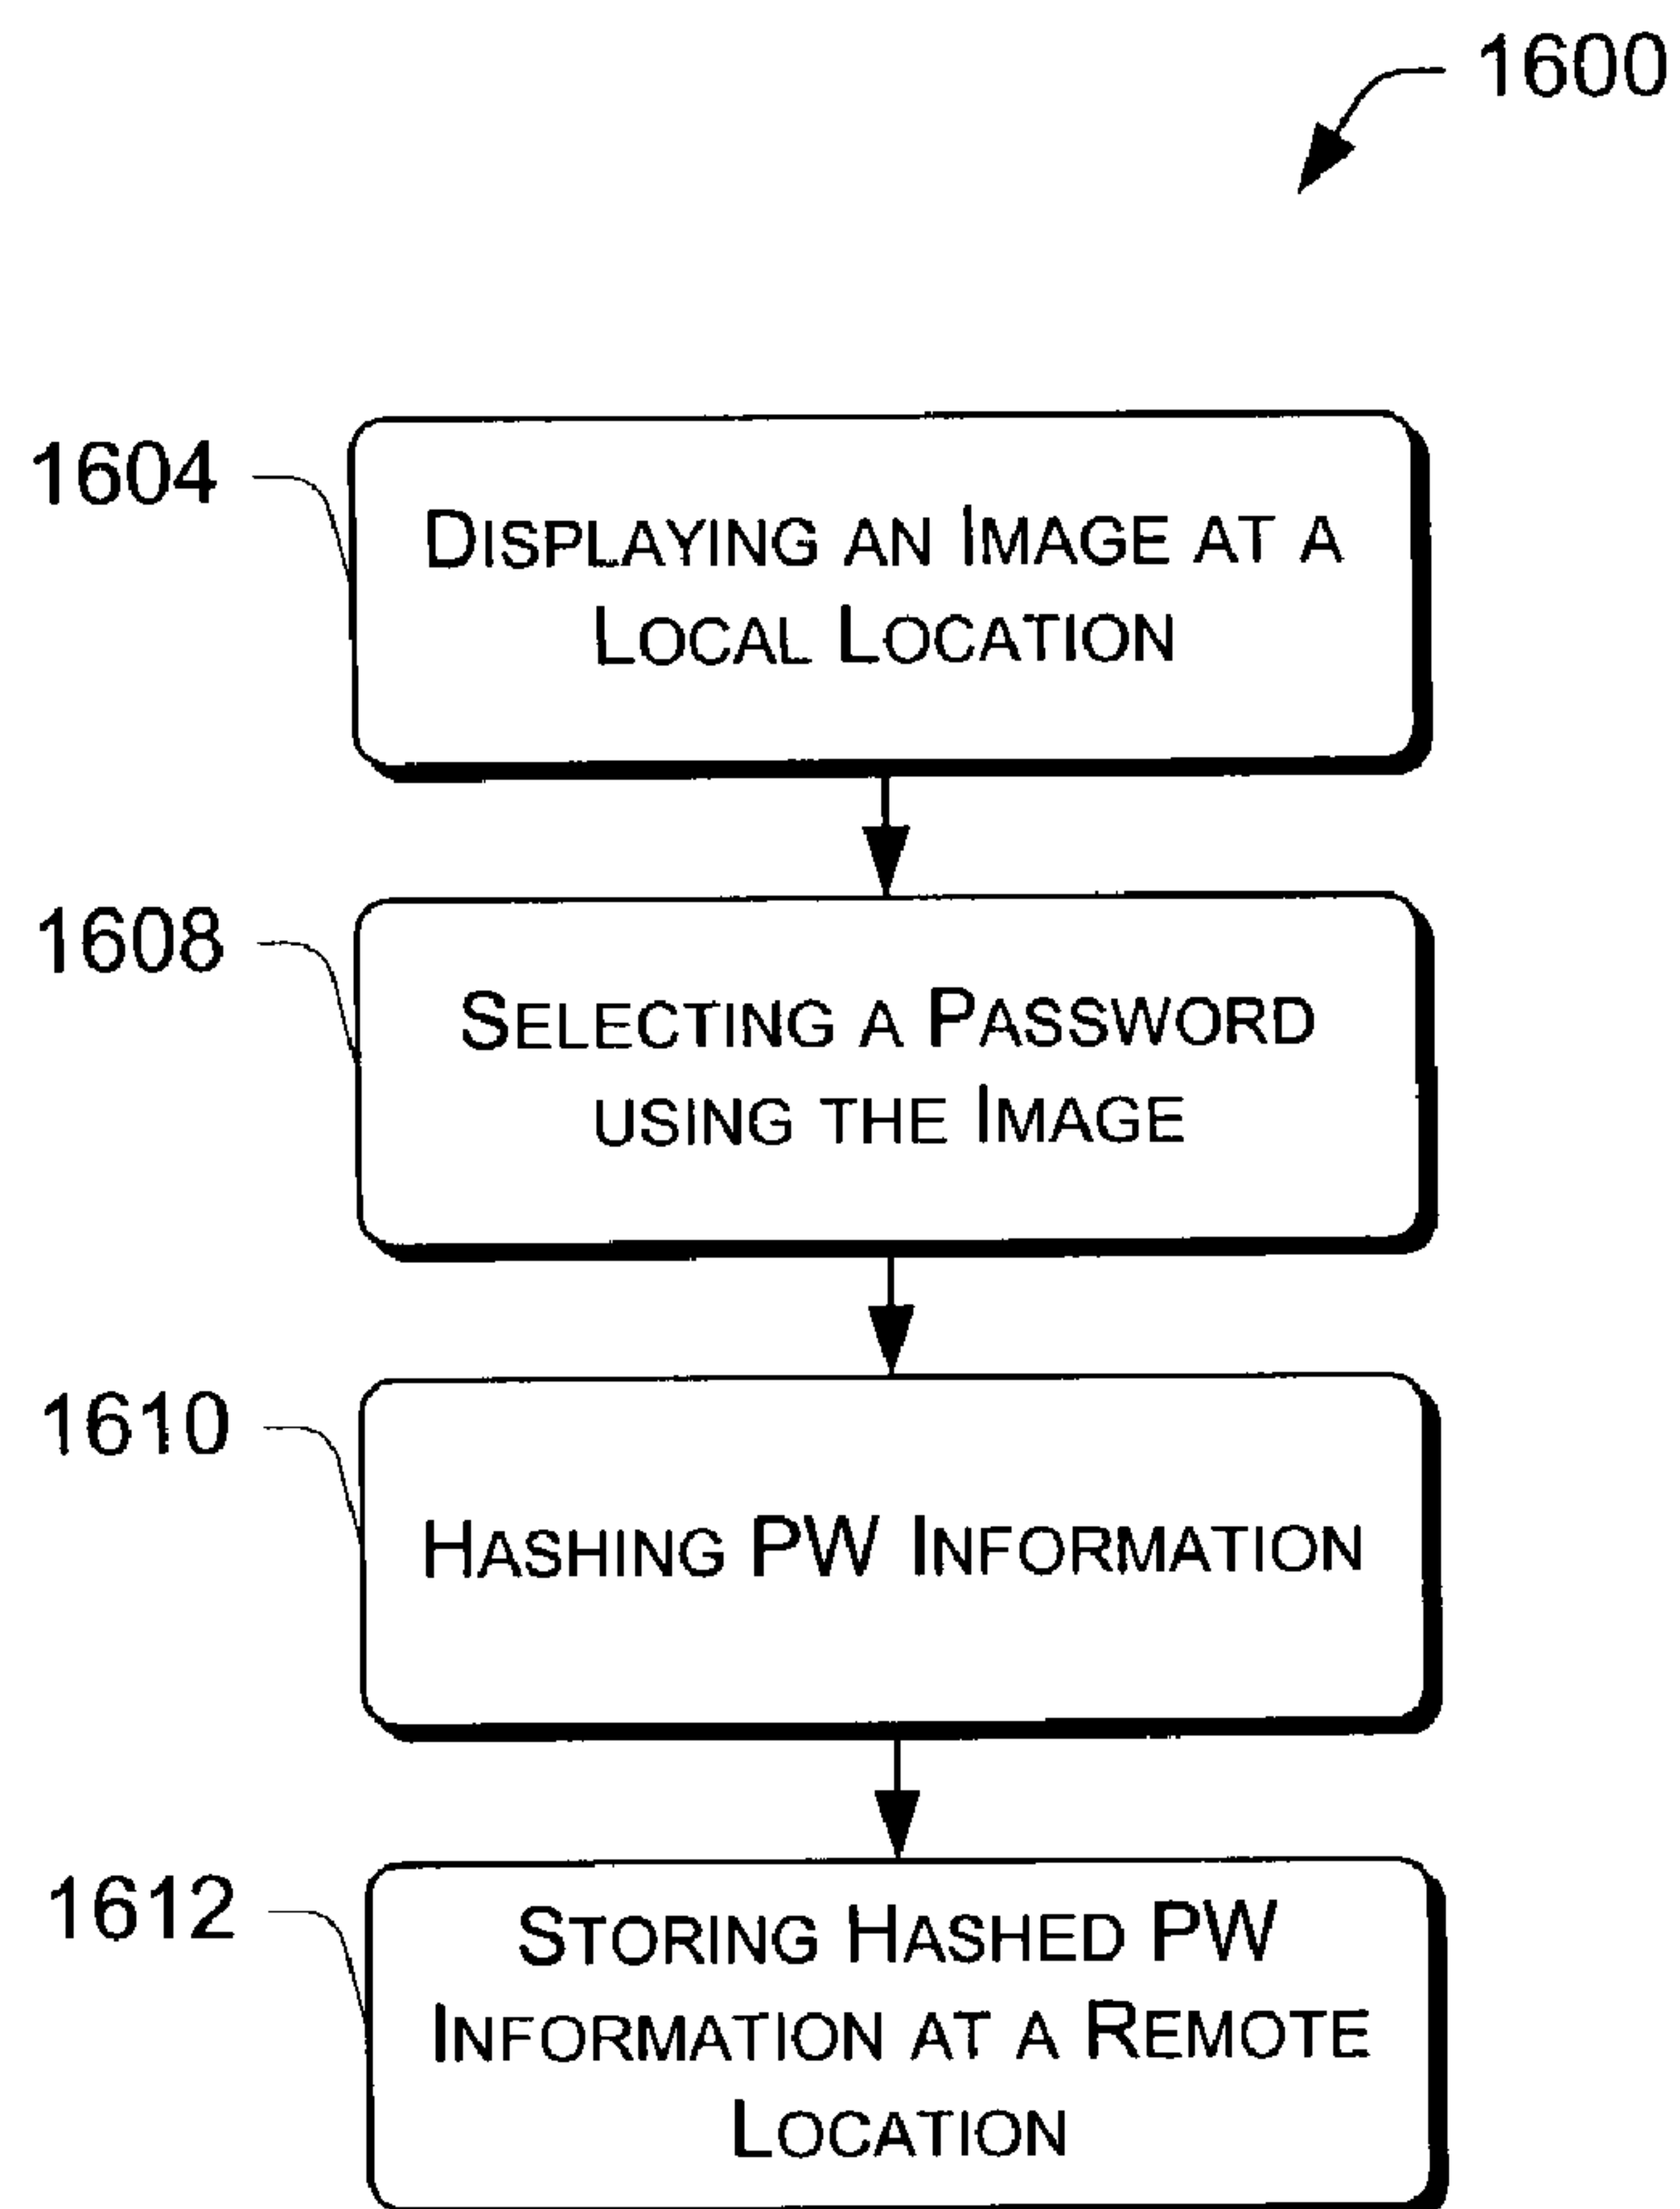 1600
1604
DISPLAYING AN IMAGE AT A
LOCAL LOCATION
1608
SELECTING A PASSWORD
USING THE IMAGE
1610
HASHING PW INFORMATION
1612
STORING HASHED PW
INFORMATION AT A REMOTE
LOCATION